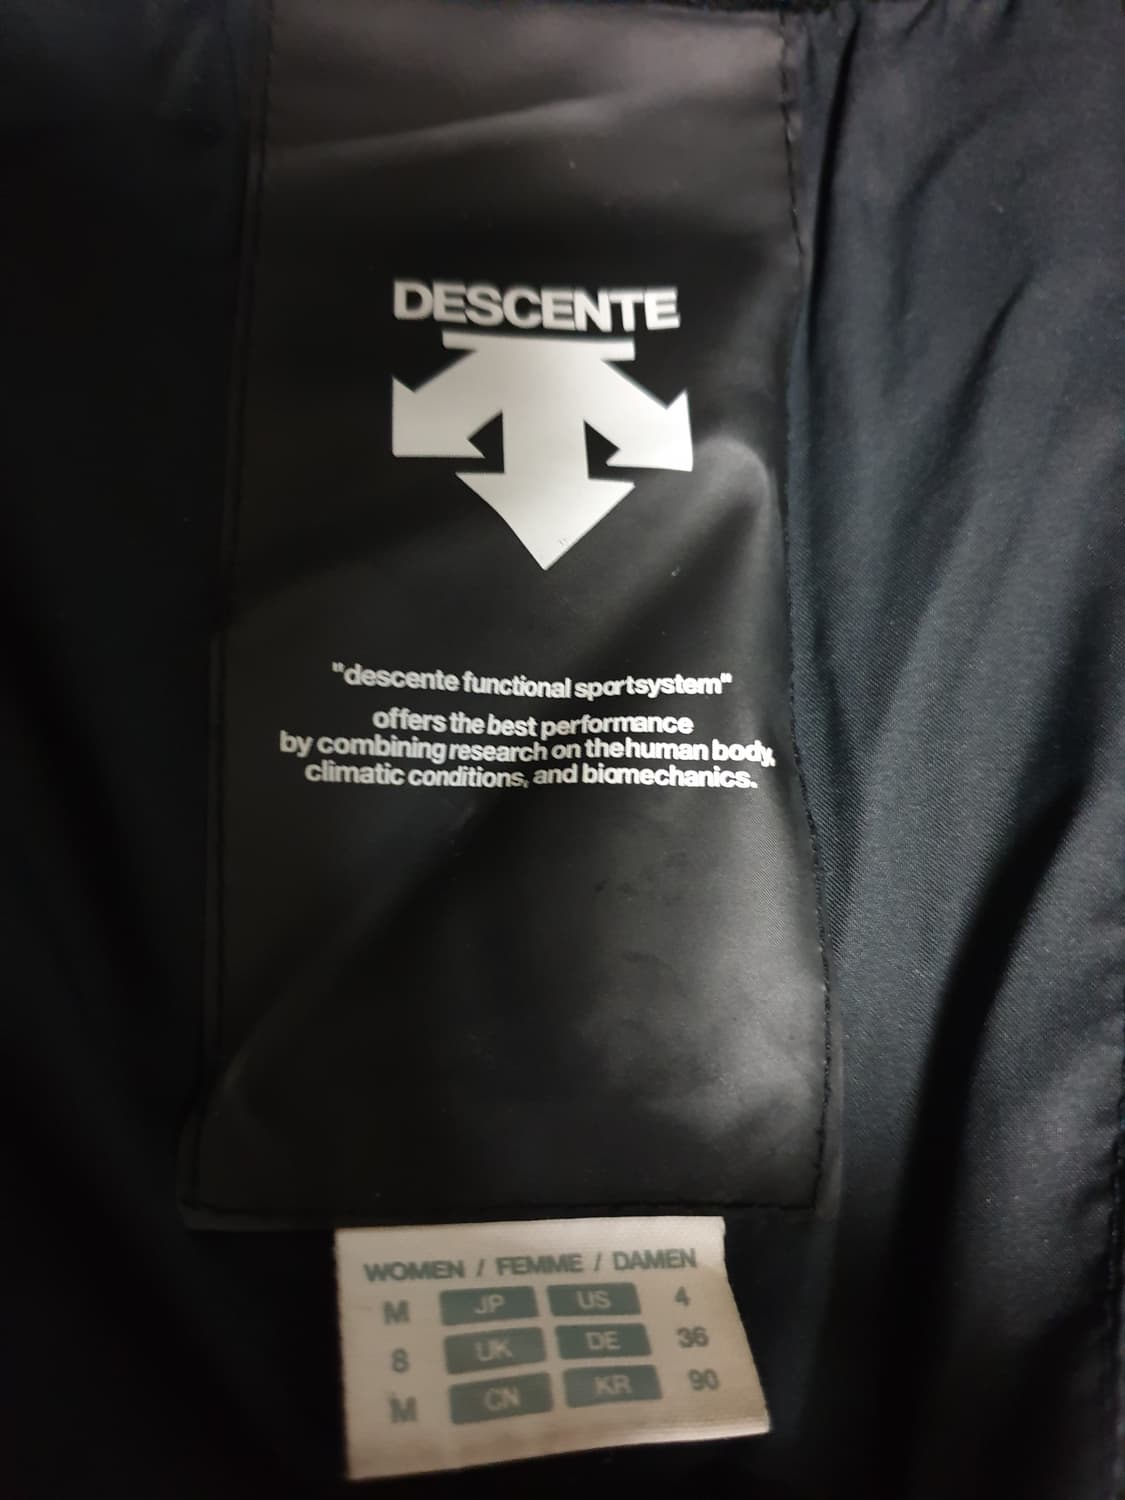 DESCENTE
"descente functional sportsystem"
offers the best performance
by combining research on the human body,
climatic conditions, and biomechanics.
WOMEN / FEMME / DAMEN
M JP US 4
8 UK DE 36
M CN KR 90